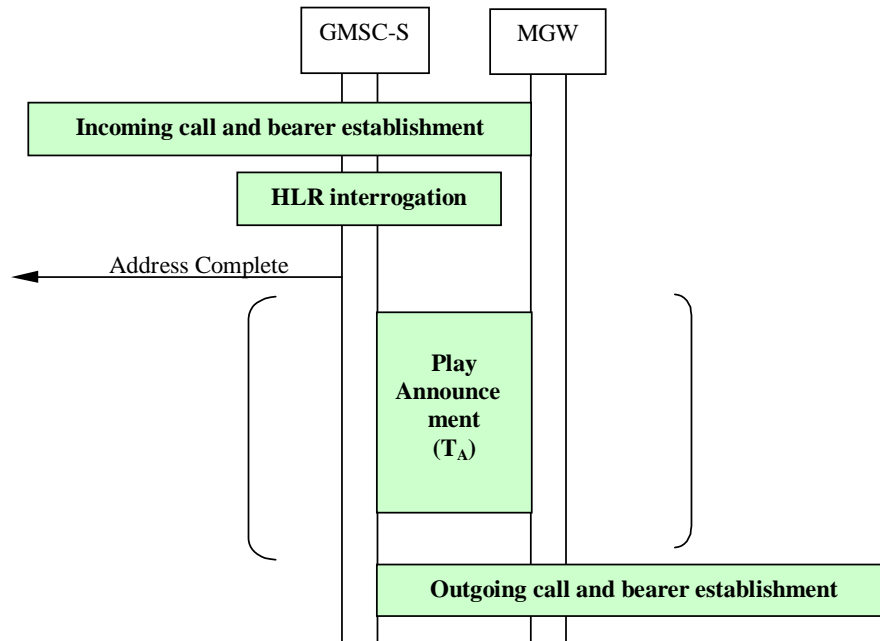 GMSC-S
MGW
Incoming call and bearer establishment
HLR interrogation
Address Complete
Play
Announce
ment
(TA)
Outgoing call and bearer establishment